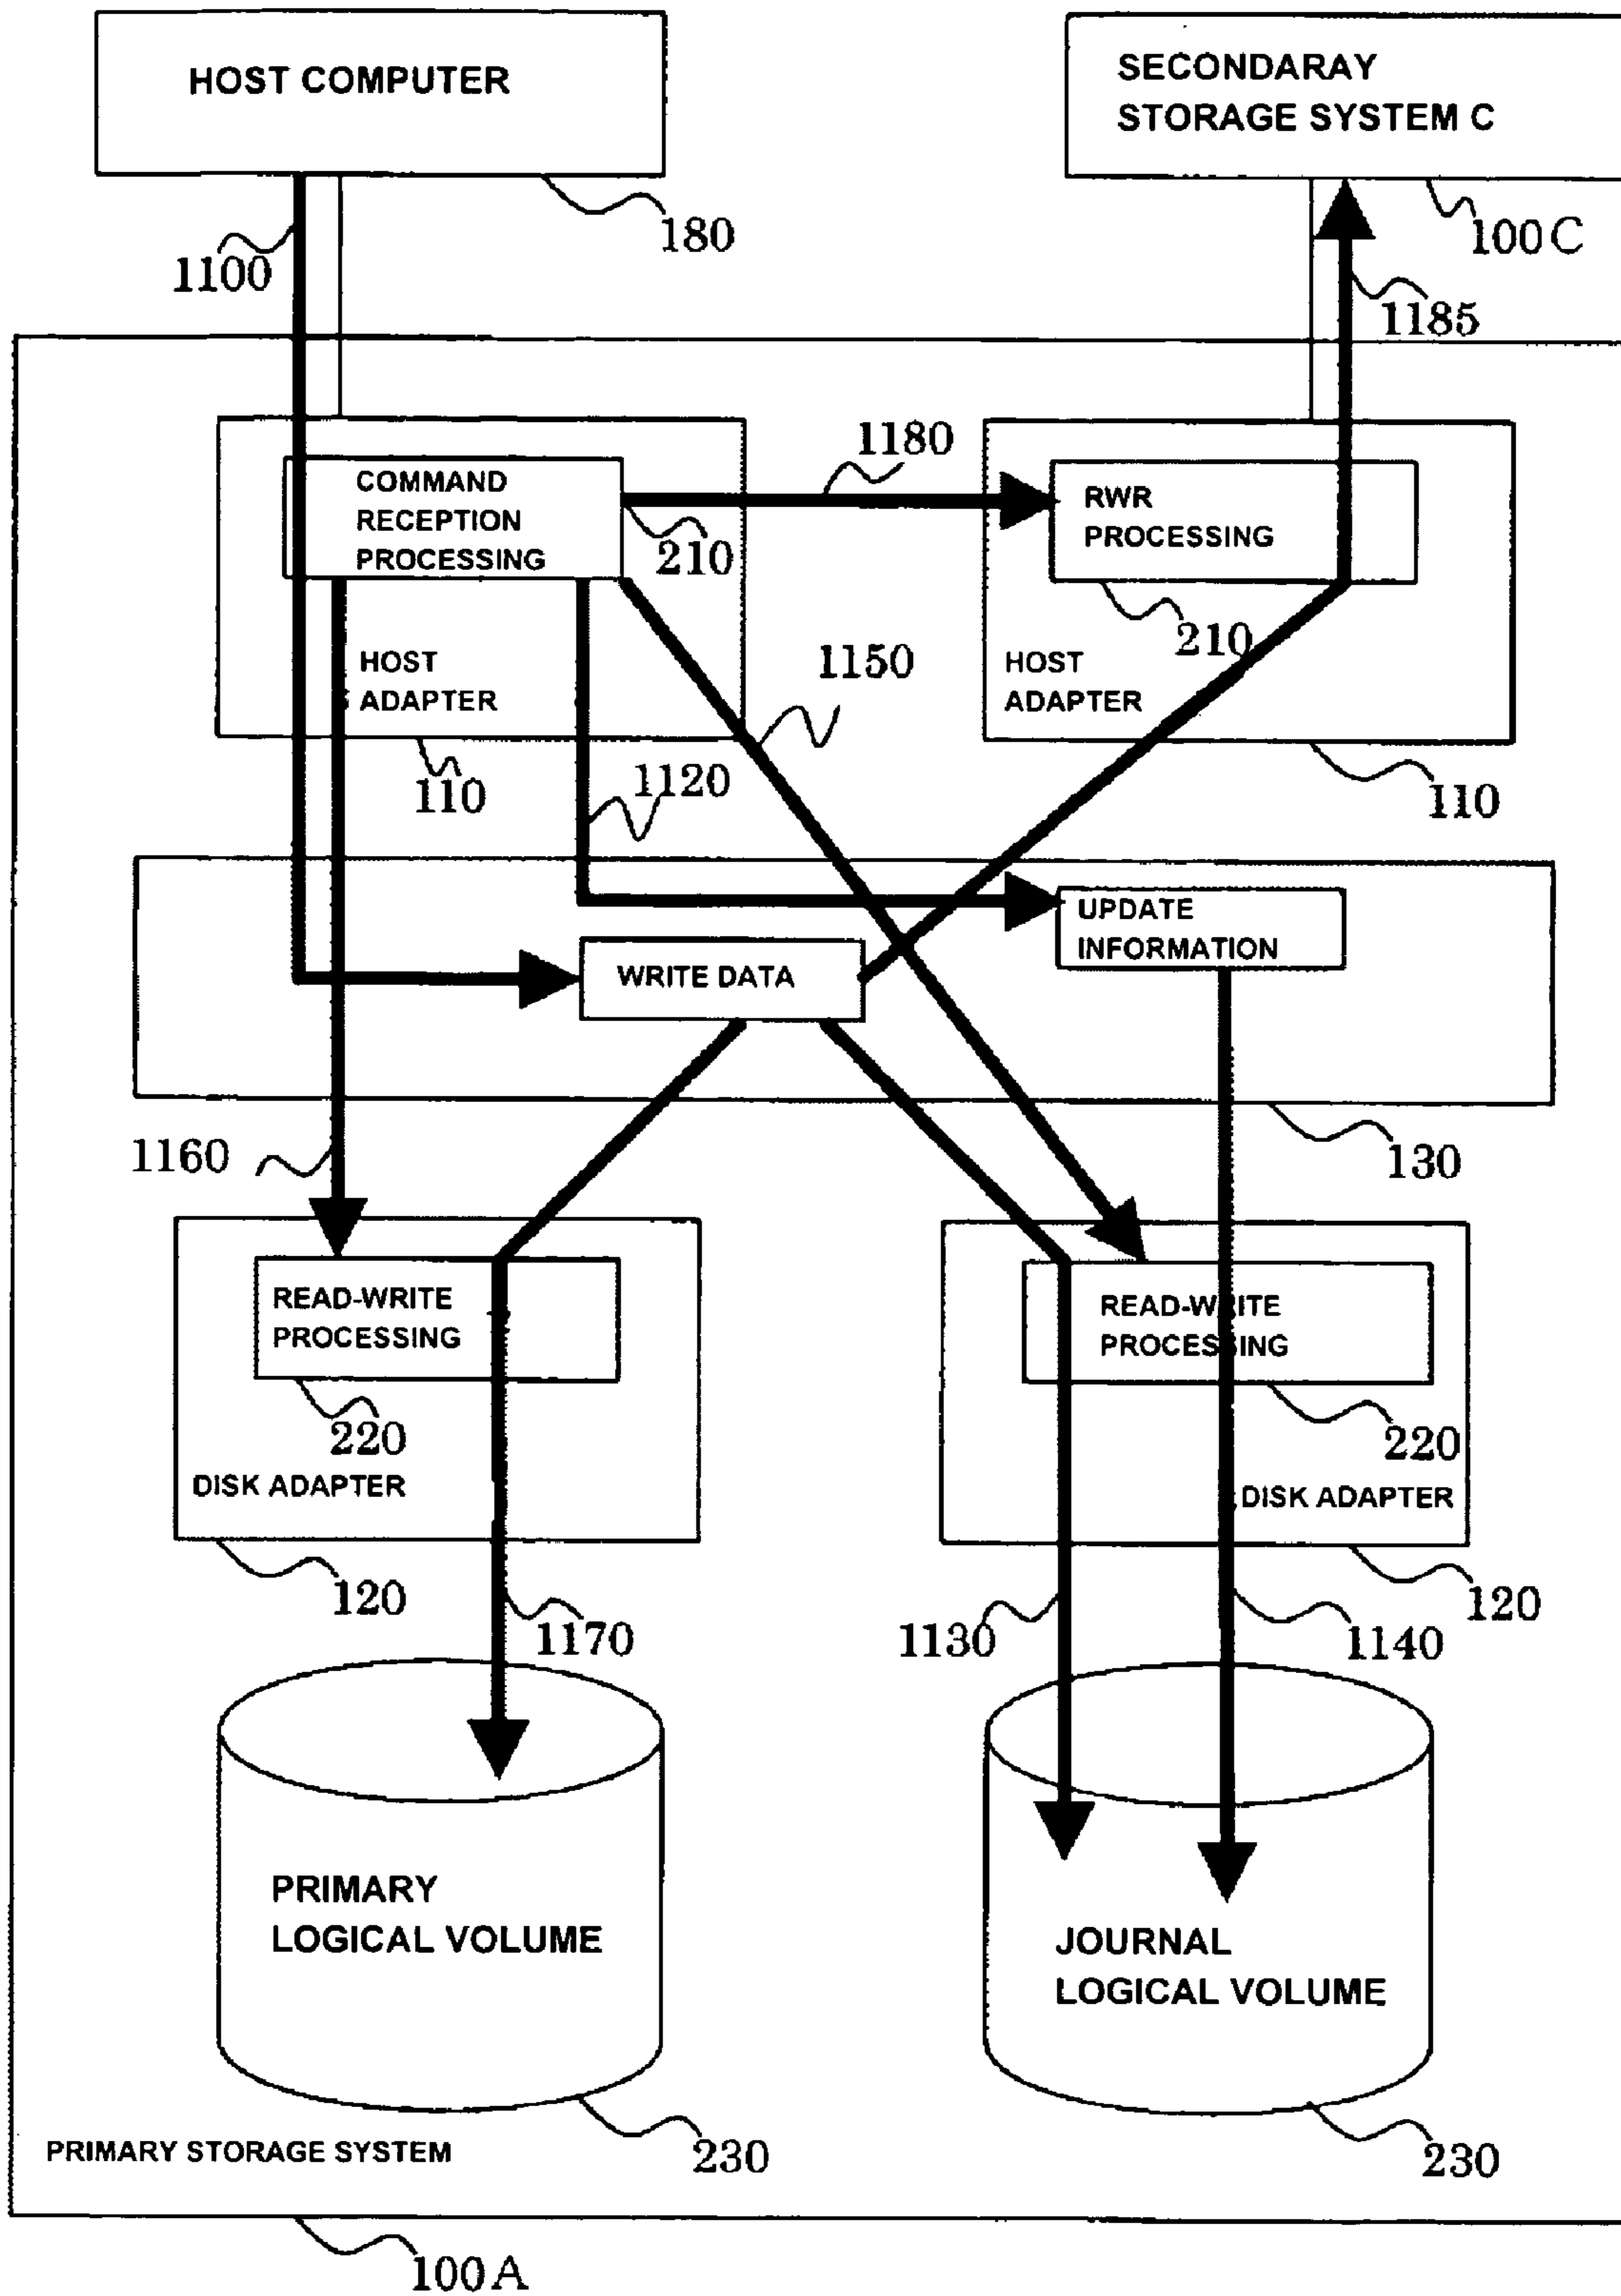 HOST COMPUTER
SECONDARAY
STORAGE SYSTEM C
180
100C
1100
1185
1180
COMMAND
RECEPTION
PROCESSING
RWR
PROCESSING
210
210
HOST
ADAPTER
1150
HOST
ADAPTER
110
1120
110
UPDATE
INFORMATION
WRITE DATA
1160
130
READ-WRITE
PROCESSING
READ-WRITE
PROCESSING
220
220
DISK ADAPTER
DISK ADAPTER
120
120
1170
1130
1140
PRIMARY
LOGICAL VOLUME
JOURNAL
LOGICAL VOLUME
PRIMARY STORAGE SYSTEM
230
230
100A